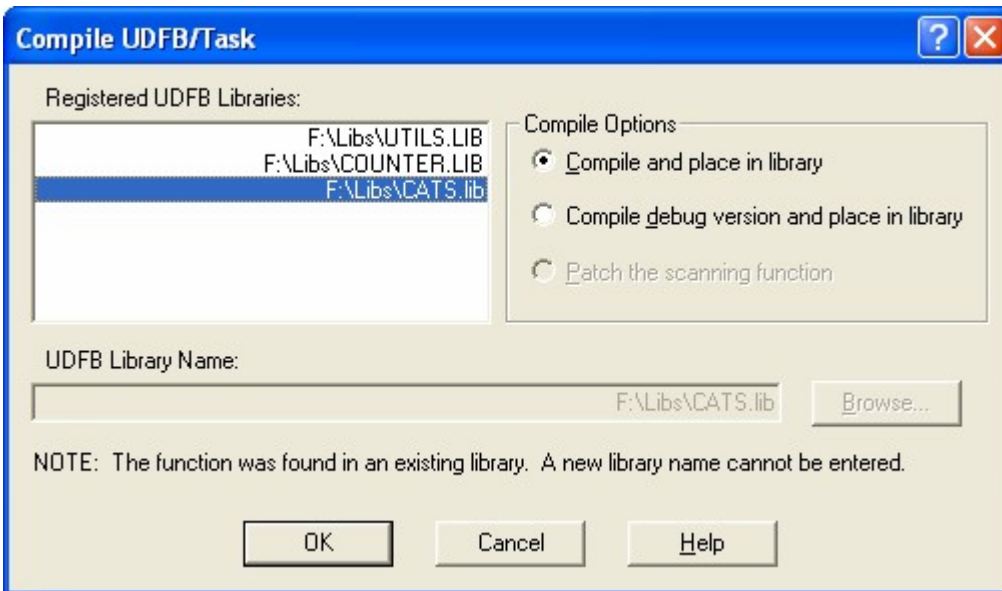 Compile UDFB/Task
Registered UDFB Libraries:
F:\Libs\UTILS.LIB
F:\Libs\COUNTER.LIB
F:\Libs\CATS.lib
Compile Options
Compile and place in library
Compile debug version and place in library
Patch the scanning function
UDFB Library Name:
F:\Libs\CATS.lib
Browse...
NOTE:  The function was found in an existing library.  A new library name cannot be entered.
OK
Cancel
Help